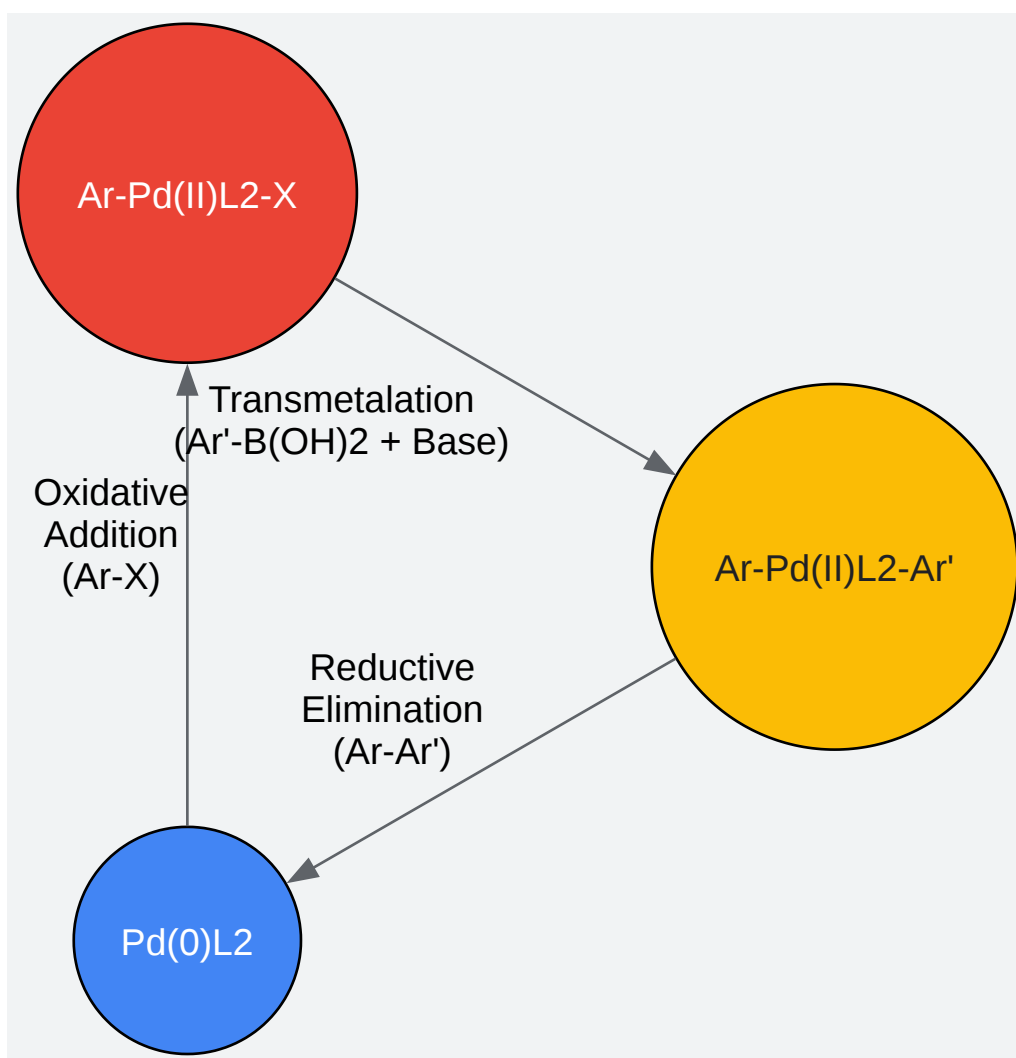 Ar-Pd(II)L2-X
Transmetalation
(Ar'-B(OH)2 + Base)
Oxidative
Addition
(Ar-X)
Ar-Pd(II)L2-Ar'
Reductive
Elimination
(Ar-Ar')
Pd(0)L2